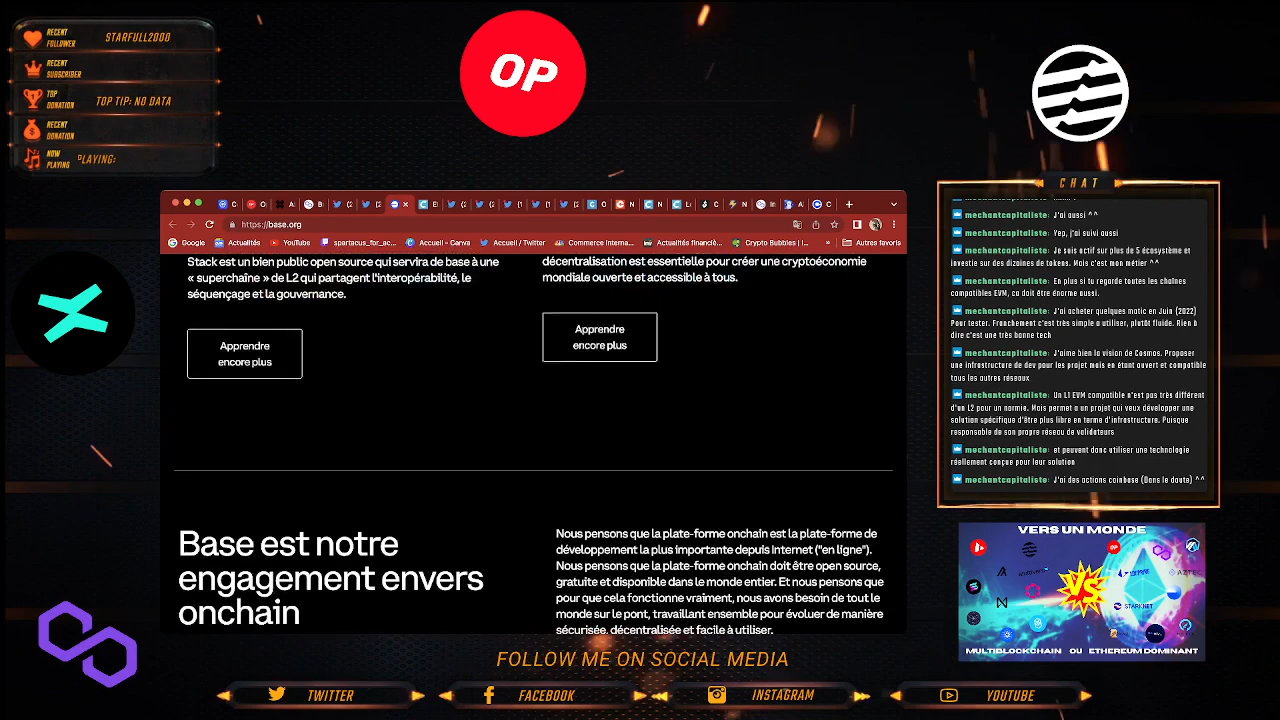 RECENT
FOLLOWER
STARFULL2000
RECENT
SUBSCRIBER
TOP
DONATION
TOP TIP: NO DATA
RECENT
DONATION
NOW
PLAYING
PLAYING:
OP
https://base.org
Google
Actualités
YouTube
spectacus_for_ac...
Accueil – Canva
Accueil / Twitter
Commerce Interna...
Actualités financiè...
Crypto Bubbles | I...
»
Autres favoris
Stack est un bien public open source qui servira de base à une
« superchaîne » de L2 qui partagent l'interopérabilité, le
séquençage et la gouvernance.
Apprendre
encore plus
décentralisation est essentielle pour créer une cryptoéconomie
mondiale ouverte et accessible à tous.
Apprendre
encore plus
Base est notre
engagement envers
onchain
Nous pensons que la plate-forme onchain est la plate-forme de
développement la plus importante depuis Internet ("en ligne").
Nous pensons que la plate-forme onchain doit être open source,
gratuite et disponible dans le monde entier. Et nous pensons
pour que cela fonctionne vraiment, nous avons besoin de tout le
monde sur le pont, travaillant ensemble pour évoluer de manière
sécurisée, décentralisée et facile à utiliser.
CHAT
mechantcapitaliste: J'ai aussi ^^
mechantcapitaliste: Yep, j'ai suivi aussi
mechantcapitaliste: Je suis actif sur plus de 5 écosystème et
investie sur des dizaines de tokens. Mais c'est mon métier ^^
mechantcapitaliste: En plus si tu regarde toutes les chaînes
compatibles EVM, ca doit être énorme aussi.
mechantcapitaliste: J'ai acheter quelques matic en Juin (2022)
Pour tester. Franchement c'est très simple a utiliser, plutôt fluide. Rien à
dire c'est une très bonne tech
mechantcapitaliste: J'aime bien la vision de Cosmos. Proposer
une infrastructure de dev pour les projet mais en étant ouvert et compatible
tous les autres réseaux
mechantcapitaliste: Un L1 EVM compatible n'est pas très différent
d'un L2 pour un normie. Mais permet a un projet qui veux développer une
solution spécifique d'être plus libre en terme d'infrastructure. Puisque
responsable de son propre réseau de validateurs
mechantcapitaliste: et peuvent donc utiliser une technologie
réellement conçue pour leur solution
mechantcapitaliste: J'ai des actions coinbase (Dans le doute) ^^
VERS UN MONDE
OP
VS
AZTEC
STARKNET
MULTIBLOCKCHAIN OU ETHEREUM DOMINANT
FOLLOW ME ON SOCIAL MEDIA
TWITTER
FACEBOOK
INSTAGRAM
YOUTUBE